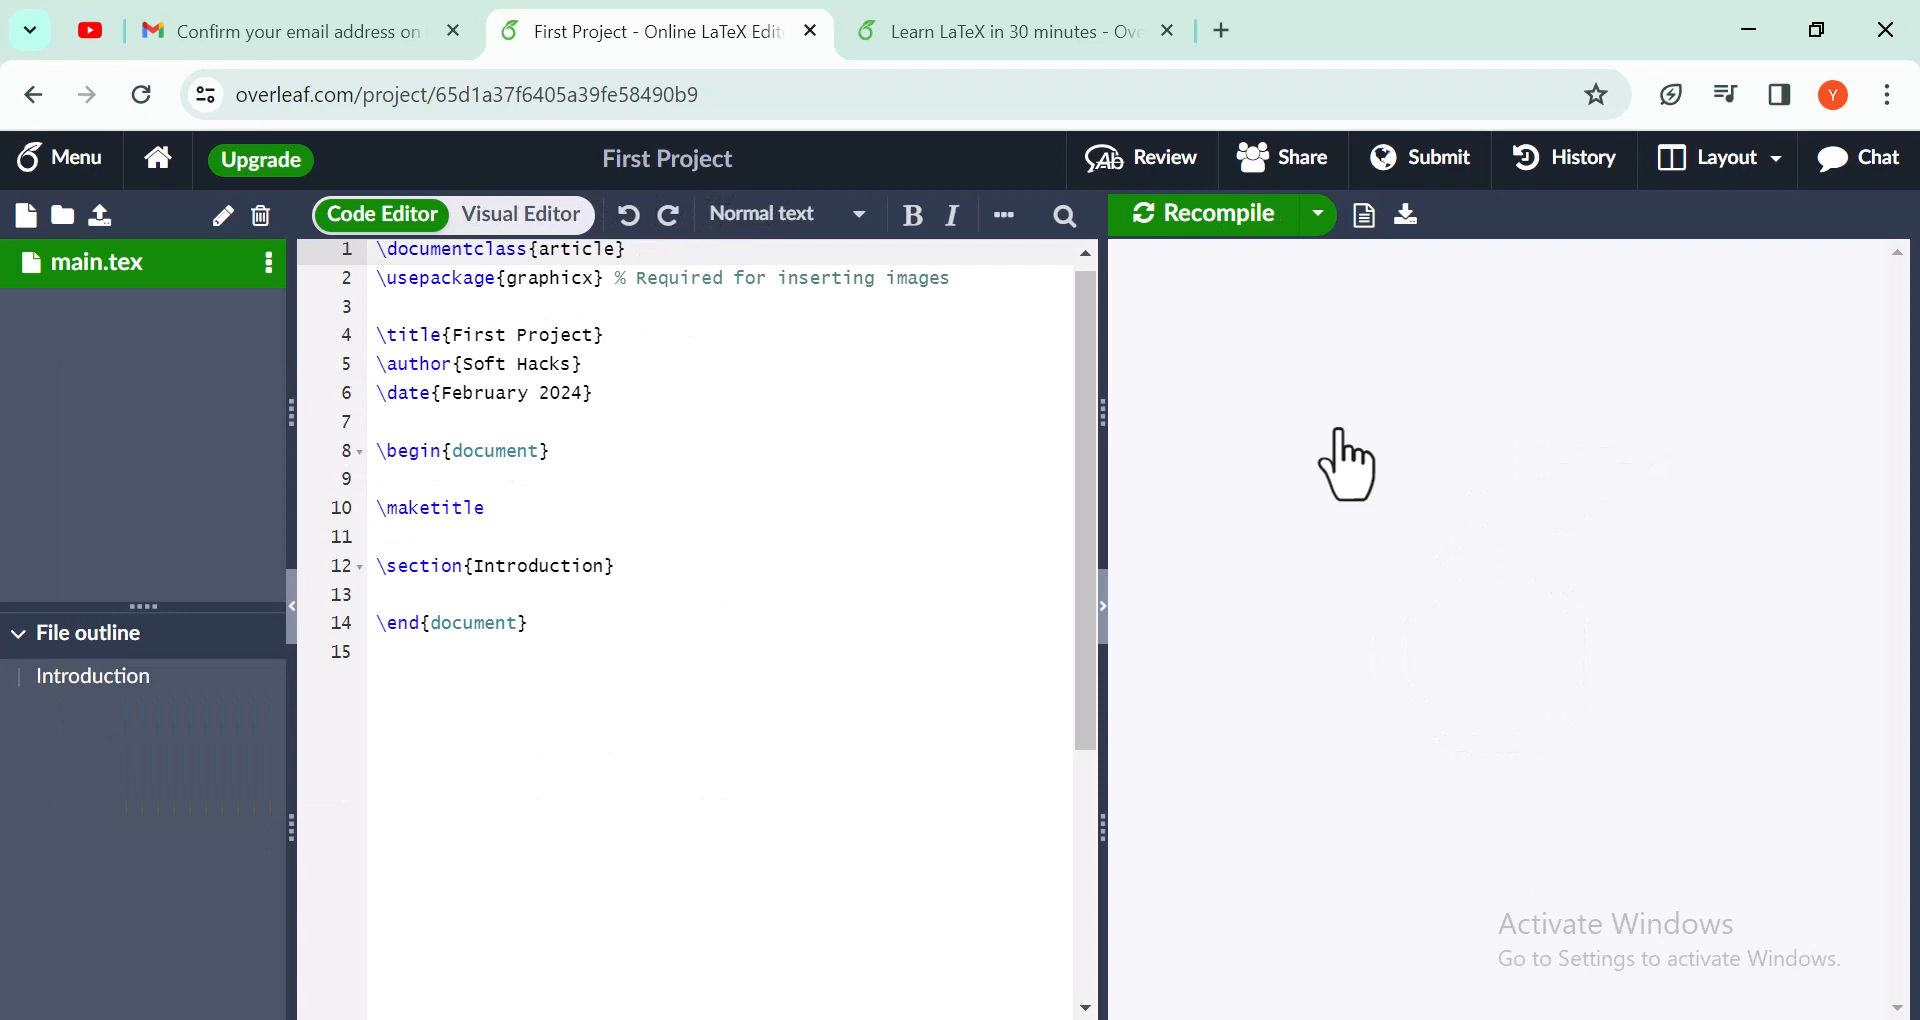 Confirm your email address on
First Project - Online LaTeX Edit
Learn LaTeX in 30 minutes - Ove
overleaf.com/project/65d1a37f6405a39fe58490b9
Y
Menu
Upgrade
First Project
Review
Share
Submit
History
Layout
Chat
Code Editor
Visual Editor
Normal text
B
I
Recompile
main.tex
1 \documentclass{article}
2 \usepackage{graphicx} % Required for inserting images
3
4 \title{First Project}
5 \author{Soft Hacks}
6 \date{February 2024}
7
8 \begin{document}
9
10 \maketitle
11
12 \section{Introduction}
13
14 \end{document}
15
File outline
Introduction
Activate Windows
Go to Settings to activate Windows.